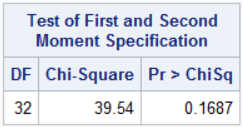 Test of First and Second
Moment Specification
DF Chi-Square Pr > ChiSq
32 39.54 0.1687